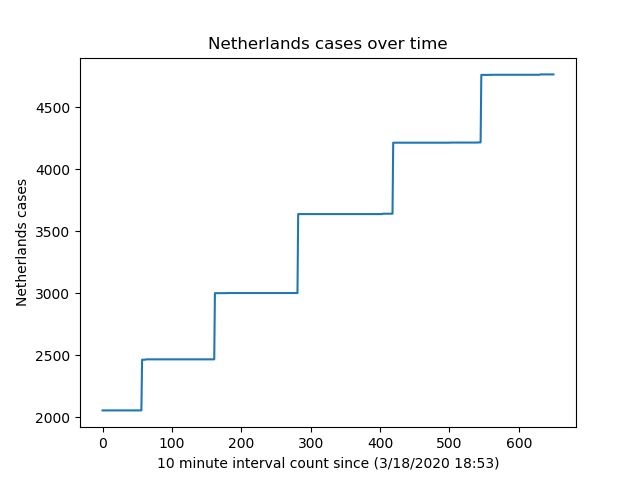 Netherlands cases over time
Netherlands cases
4500
4000
3500
3000
2500
2000
0 100 200 300 400 500 600
10 minute interval count since (3/18/2020 18:53)